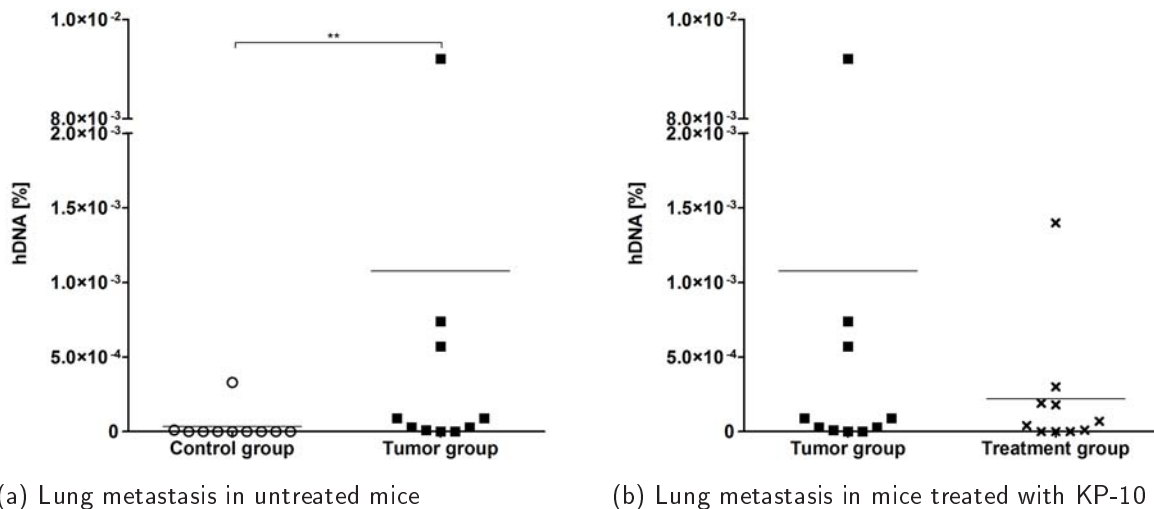 1.0×10⁻²
**
8.0×10⁻³
2.0×10⁻³
1.5×10⁻³
1.0×10⁻³
5.0×10⁻⁴
0
hDNA [%]
Control group Tumor group
(a) Lung metastasis in untreated mice
1.0×10⁻²
8.0×10⁻³
2.0×10⁻³
1.5×10⁻³
1.0×10⁻³
5.0×10⁻⁴
0
hDNA [%]
Tumor group Treatment group
(b) Lung metastasis in mice treated with KP-10